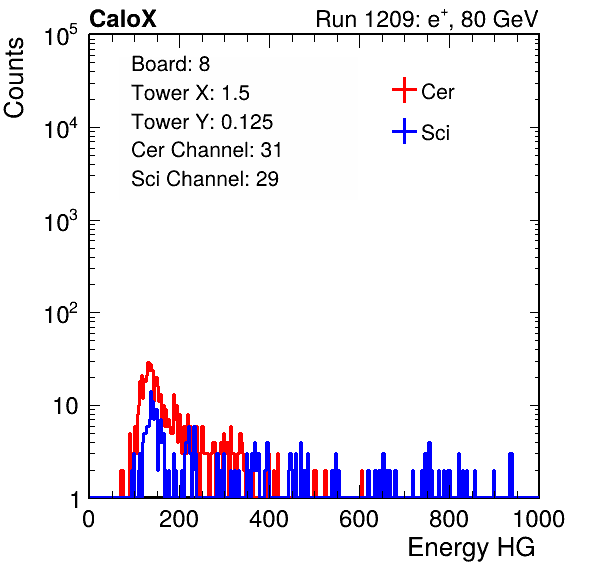 CaloX Run 1209: e⁺, 80 GeV
Counts
10⁵
10⁴
10³
10²
10
1
Board: 8
Tower X: 1.5
Tower Y: 0.125
Cer Channel: 31
Sci Channel: 29
Cer
Sci
0 200 400 600 800 1000
Energy HG